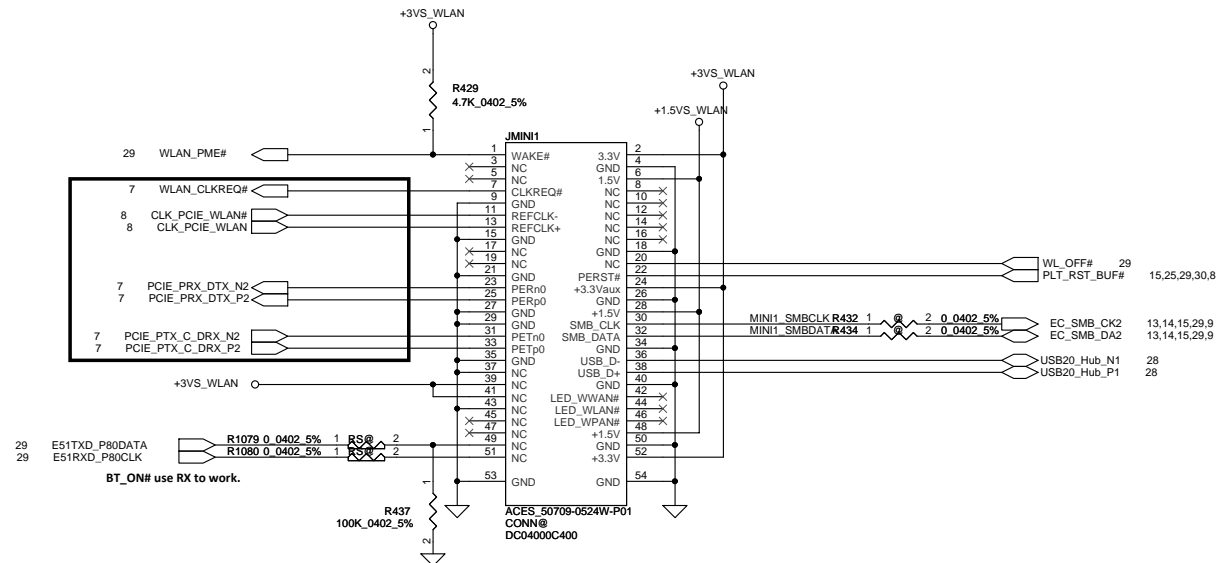 +3VS_WLAN
R429
4.7K_0402_5%
2
1
+3VS_WLAN
+1.5VS_WLAN
JMINI1
29 WLAN_PME#
7 WLAN_CLKREQ#
8 CLK_PCIE_WLAN#
8 CLK_PCIE_WLAN
7 PCIE_PRX_DTX_N2
7 PCIE_PRX_DTX_P2
7 PCIE_PTX_C_DRX_N2
7 PCIE_PTX_C_DRX_P2
+3VS_WLAN
29 E51TXD_P80DATA R1079 0_0402_5% 1 RS@ 2
29 E51RXD_P80CLK R1080 0_0402_5% 1 RS@ 2
BT_ON# use RX to work.
1 WAKE# 3.3V 2
3 NC GND 4
5 NC 1.5V 6
7 CLKREQ# NC 8
9 GND NC 10
11 REFCLK- NC 12
13 REFCLK+ NC 14
15 GND NC 16
17 NC GND 18
19 NC NC 20
21 GND PERST# 22
23 PERn0 +3.3Vaux 24
25 PERp0 GND 26
27 GND +1.5V 28
29 GND SMB_CLK 30
31 PETn0 SMB_DATA 32
33 PETp0 GND 34
35 GND USB_D- 36
37 NC USB_D+ 38
39 NC GND 40
41 NC LED_WWAN# 42
43 NC LED_WLAN# 44
45 NC LED_WPAN# 46
47 NC +1.5V 48
49 NC GND 50
51 NC +3.3V 52
53 GND GND 54
WL_OFF# 29
PLT_RST_BUF# 15,25,29,30,8
MINI1_SMBCLK R432 1 @ 2 0_0402_5% EC_SMB_CK2 13,14,15,29,9
MINI1_SMBDATA R434 1 @ 2 0_0402_5% EC_SMB_DA2 13,14,15,29,9
USB20_Hub_N1 28
USB20_Hub_P1 28
1
R437
100K_0402_5%
2
ACES_50709-0524W-P01
CONN@
DC04000C400